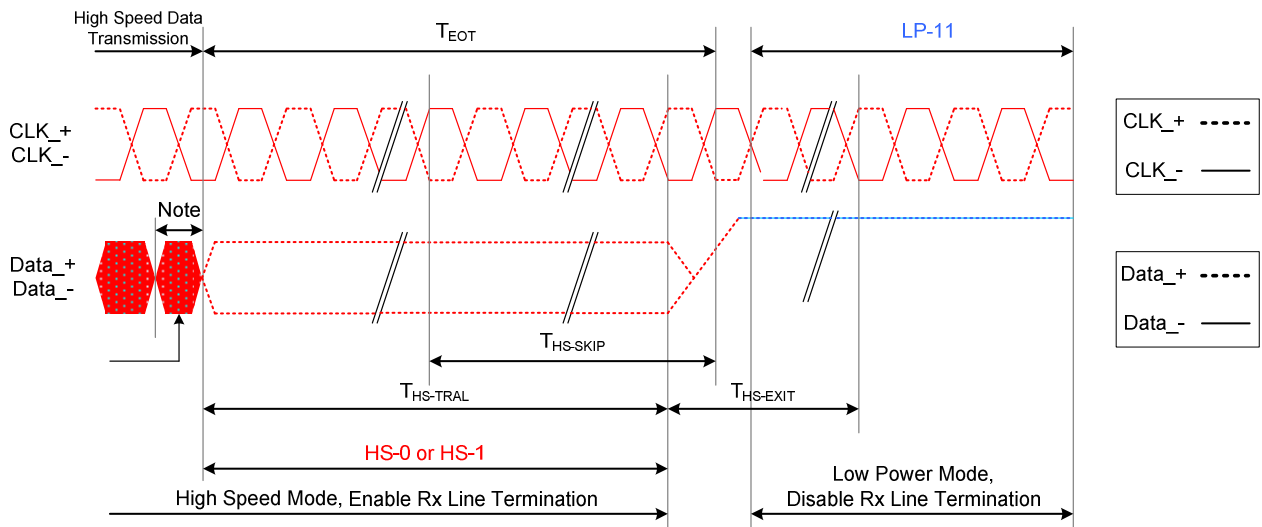 High Speed Data
Transmission
TEOT
LP-11
CLK_+
CLK_-
CLK_+
CLK_-
Note
Data_+
Data_-
Data_+
Data_-
THS-SKIP
THS-TRAL
THS-EXIT
HS-0 or HS-1
High Speed Mode, Enable Rx Line Termination
Low Power Mode,
Disable Rx Line Termination